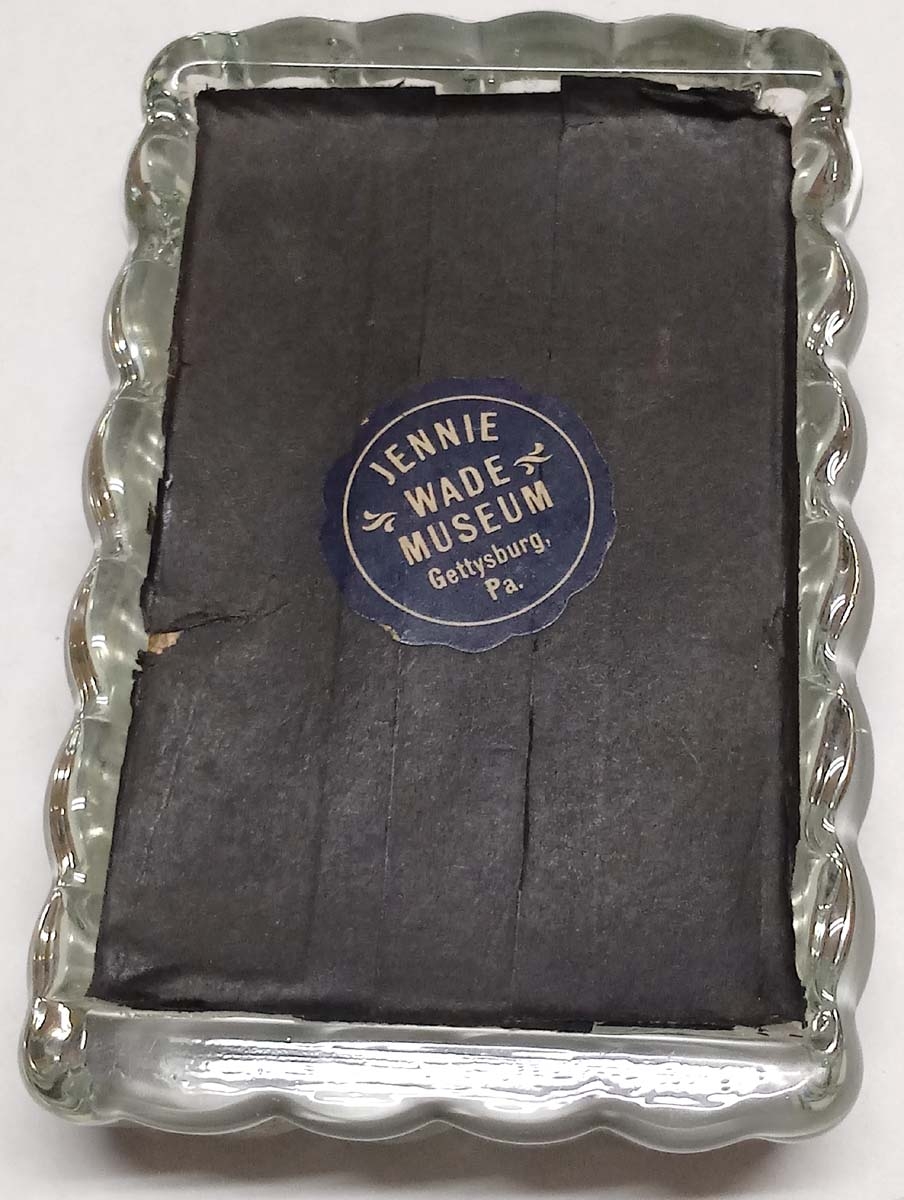 JENNIE
WADE
MUSEUM
Gettysburg,
Pa.